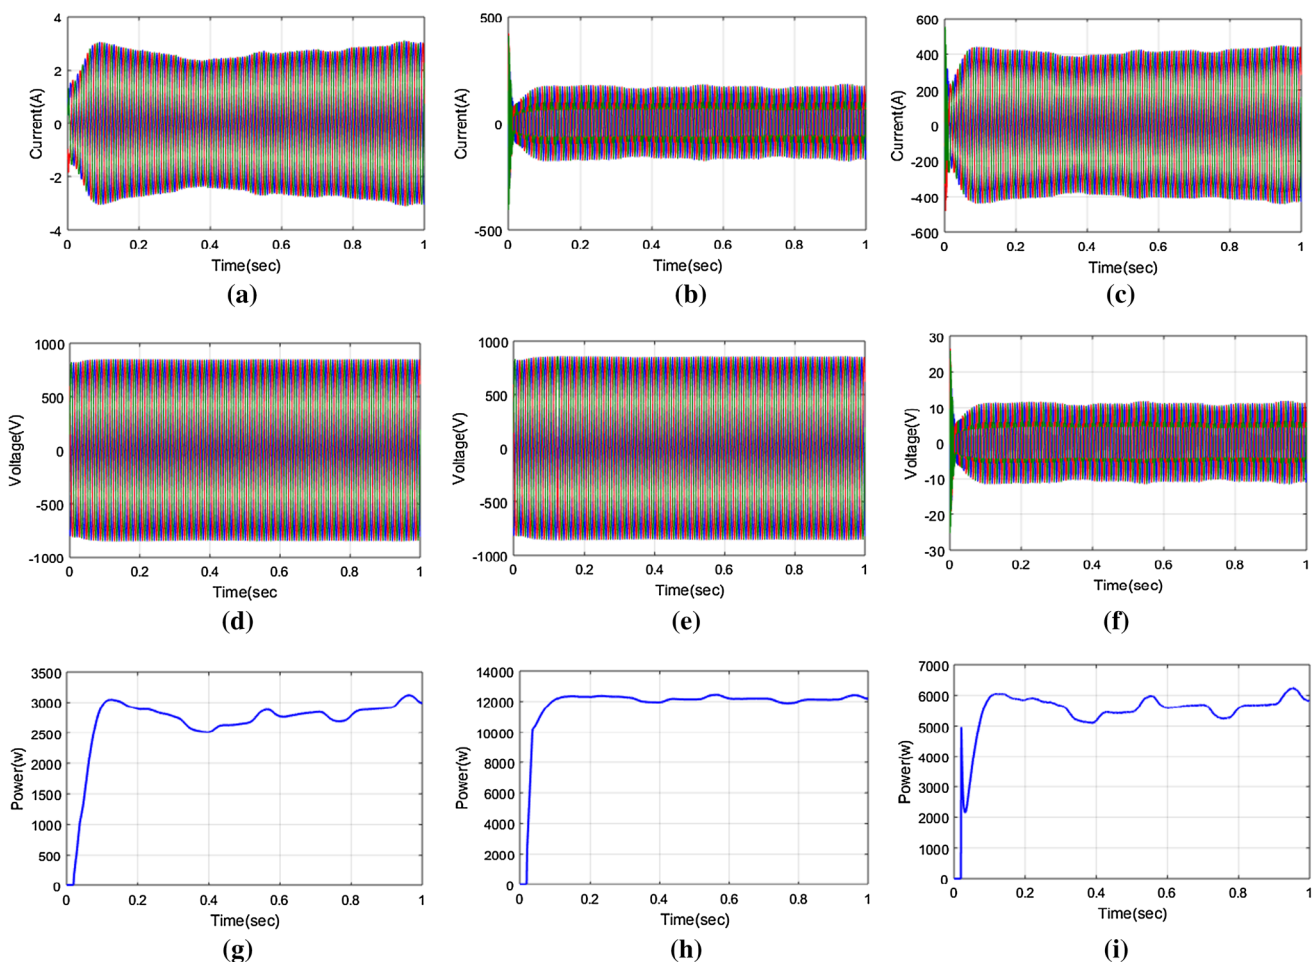 4
2
0
-2
-4
Current(A)
0 0.2 0.4 0.6 0.8 1
Time(sec)
(a)
500
0
-500
Current(A)
0 0.2 0.4 0.6 0.8 1
Time(sec)
(b)
600
400
200
0
-200
-400
-600
Current(A)
0 0.2 0.4 0.6 0.8 1
Time(sec)
(c)
1000
500
0
-500
-1000
Voltage(V)
0 0.2 0.4 0.6 0.8 1
Time(sec
(d)
1000
500
0
-500
-1000
Voltage(V)
0 0.2 0.4 0.6 0.8 1
Time(sec)
(e)
30
20
10
0
-10
-20
-30
Voltage(V)
0 0.2 0.4 0.6 0.8 1
Time(sec)
(f)
3500
3000
2500
2000
1500
1000
500
0
Power(w)
0 0.2 0.4 0.6 0.8 1
Time(sec)
(g)
14000
12000
10000
8000
6000
4000
2000
0
Power(w)
0 0.2 0.4 0.6 0.8 1
Time(sec)
(h)
7000
6000
5000
4000
3000
2000
1000
0
Power(w)
0 0.2 0.4 0.6 0.8 1
Time(sec)
(i)